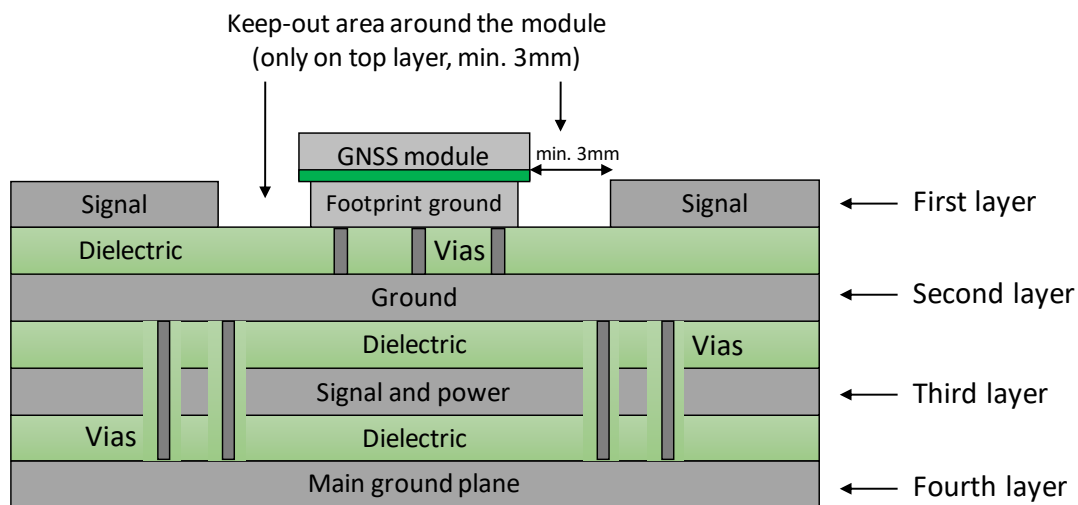 Keep-out area around the module
(only on top layer, min. 3mm)
GNSS module
min. 3mm
Signal
Footprint ground
Signal
First layer
Dielectric
Vias
Ground
Second layer
Dielectric
Vias
Signal and power
Third layer
Vias
Dielectric
Main ground plane
Fourth layer